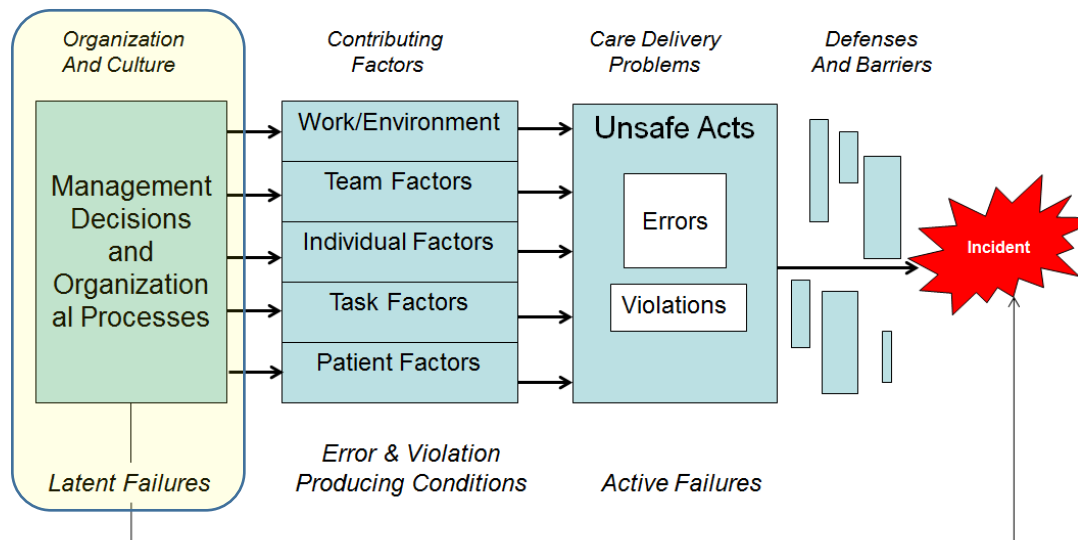 Organization
And Culture
Contributing
Factors
Care Delivery
Problems
Defenses
And Barriers
Management
Decisions
and
Organization
al Processes
Work/Environment
Team Factors
Individual Factors
Task Factors
Patient Factors
Unsafe Acts
Errors
Violations
Incident
Latent Failures
Error & Violation
Producing Conditions
Active Failures